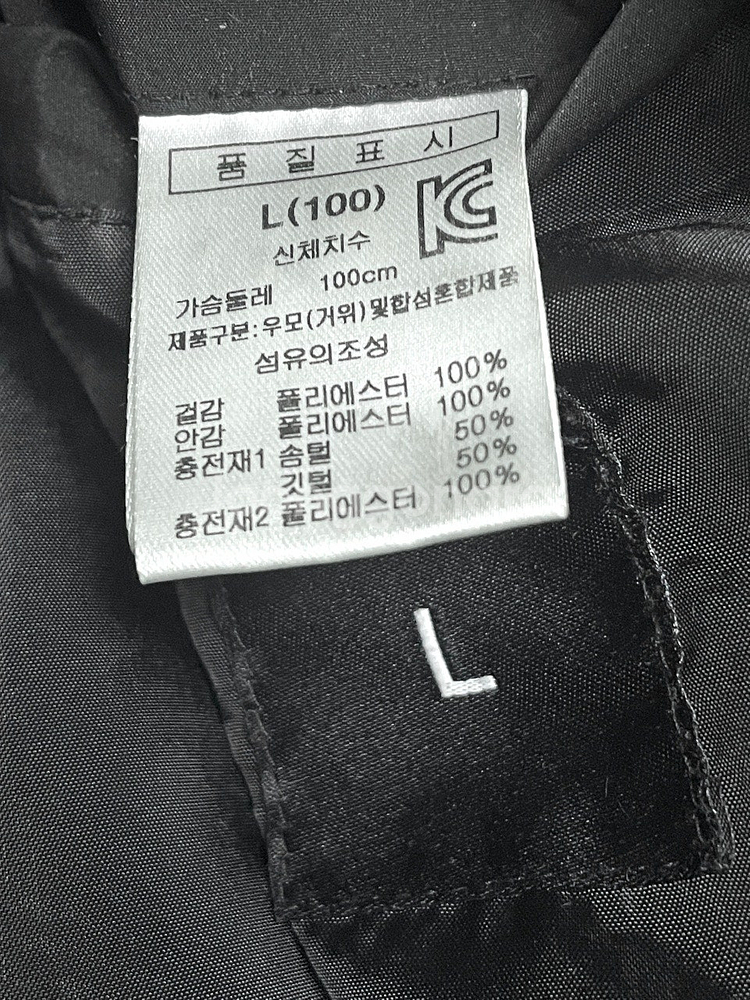 품 질 표 시
L(100)
KC
신체치수
가슴둘레 100cm
제품구분:우모(거위)및합섬혼합제품
섬유의조성
겉감 폴리에스터 100%
안감 폴리에스터 100%
충전재1 솜털 50%
깃털 50%
충전재2 폴리에스터 100%
L